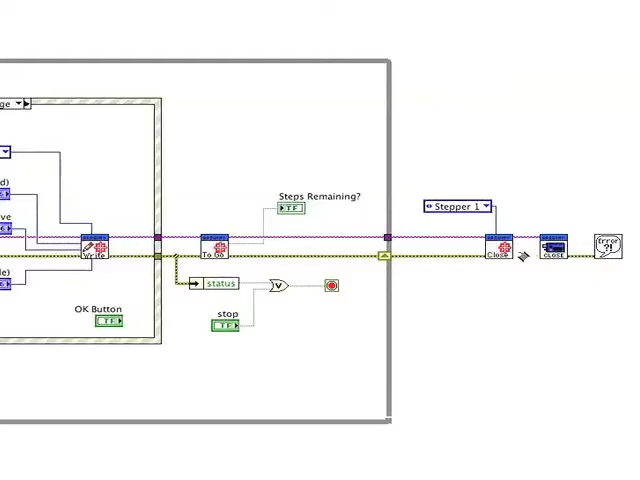 ge
d)
ve
le)
Write
OK Button
TF
To Go
Steps Remaining?
TF
status
V
stop
TF
Stepper 1
Close
CLOSE
Error
?!